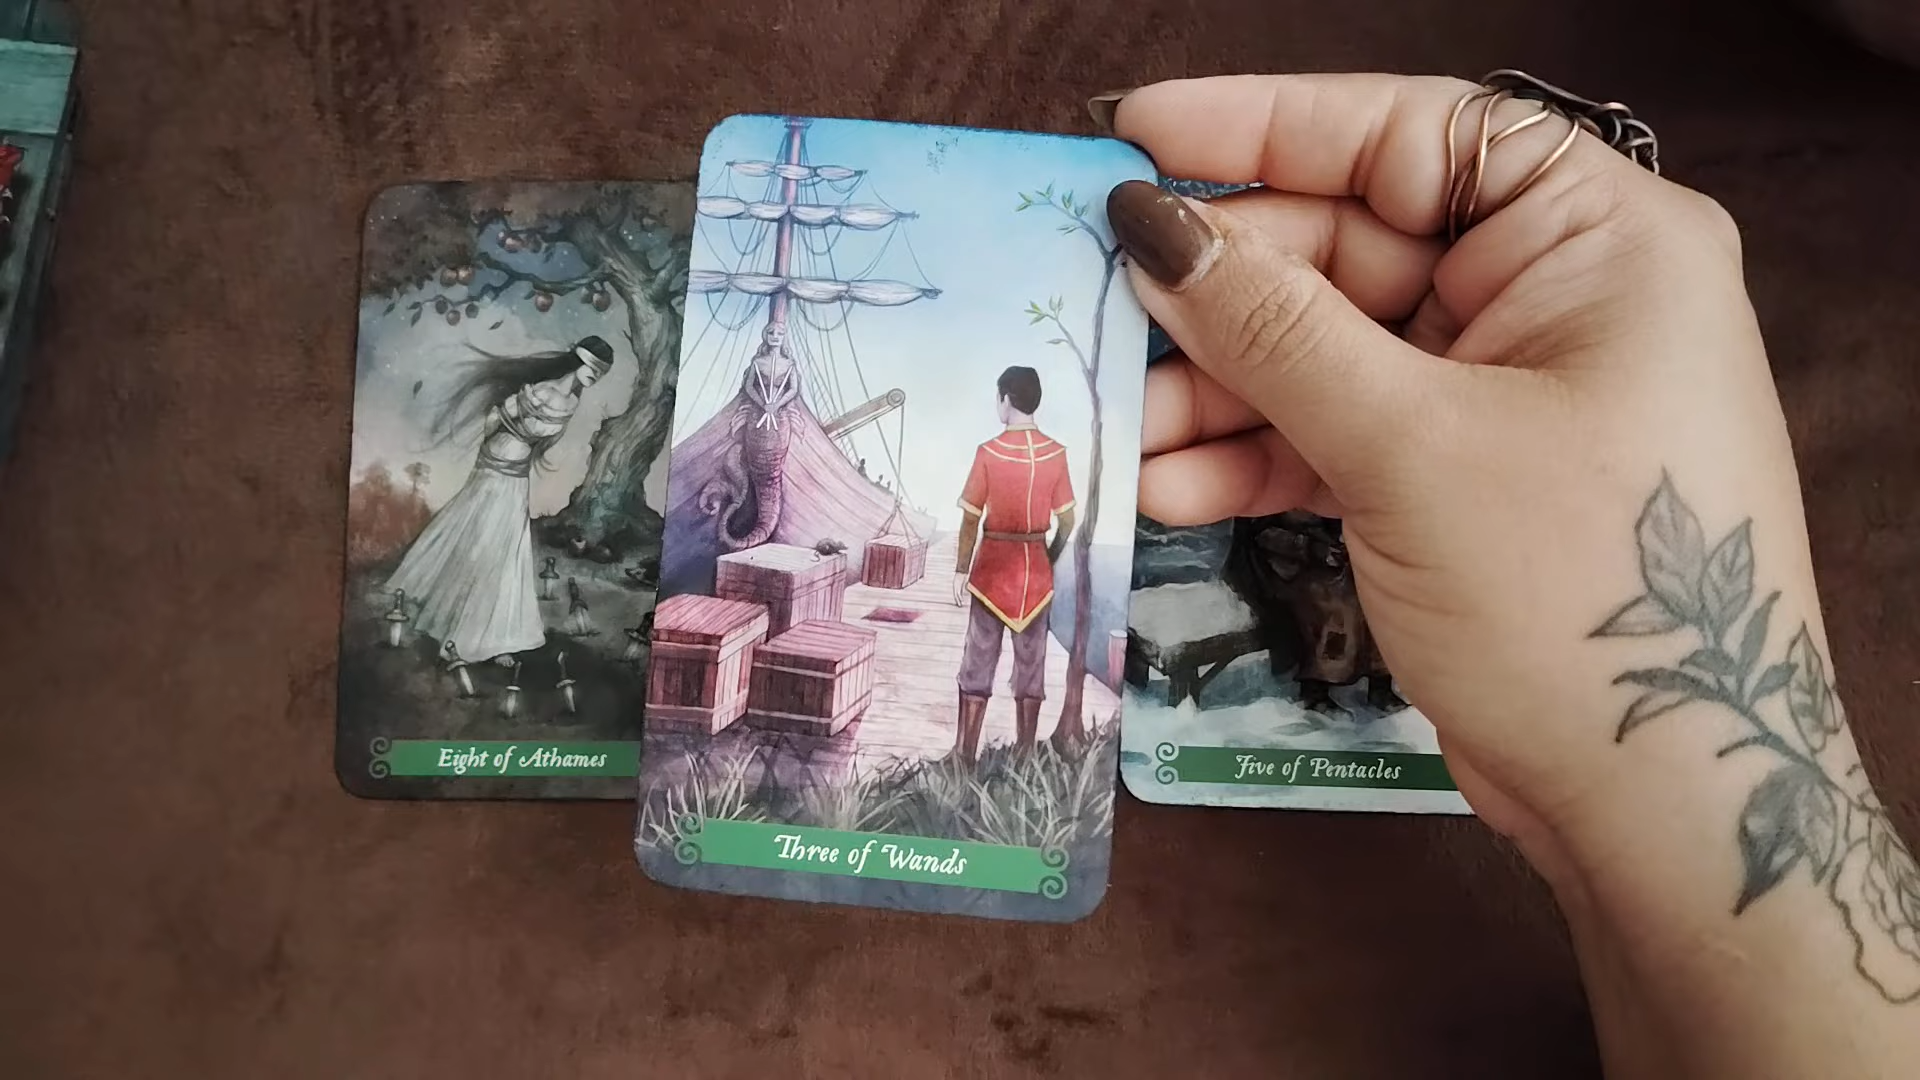 Eight of Athames
Three of Wands
Five of Pentacles